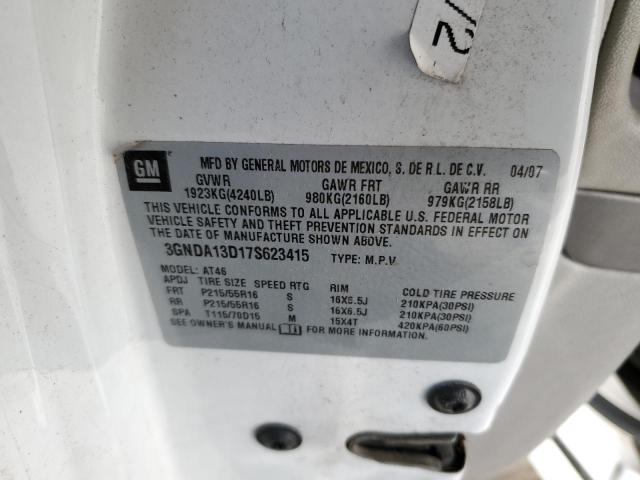 7/2
GM
MFD BY GENERAL MOTORS DE MEXICO, S. DE R.L. DE C.V. 04/07
GVWR GAWR FRT GAWR RR
1923KG(4240LB) 980KG(2160LB) 979KG(2158LB)
THIS VEHICLE CONFORMS TO ALL APPLICABLE U.S. FEDERAL MOTOR
VEHICLE SAFETY AND THEFT PREVENTION STANDARDS IN EFFECT ON
THE DATE OF MANUFACTURE SHOWN ABOVE.
3GNDA13D17S623415 TYPE: M.P.V
MODEL: AT46
APDJ TIRE SIZE SPEED RTG RIM COLD TIRE PRESSURE
FRT P215/55R16 S 16X6.5J 210KPA(30PSI)
RR P215/55R16 S 16X6.5J 210KPA(30PSI)
SPA T115/70D15 M 15X4T 420KPA(60PSI)
SEE OWNER'S MANUAL FOR MORE INFORMATION.